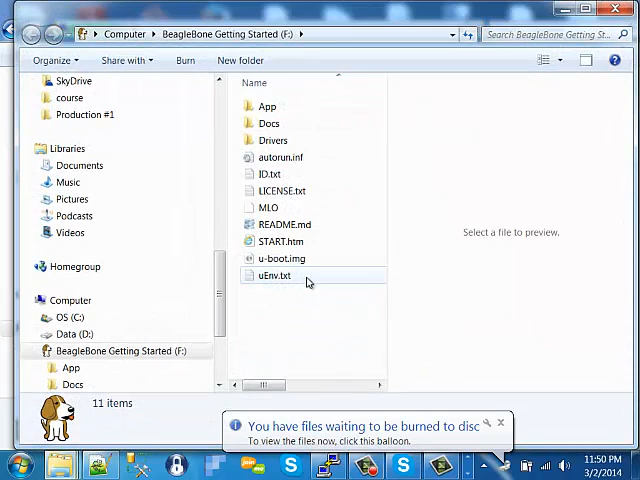 Computer
BeagleBone Getting Started (F:)
Search BeagleBone Getting St...
Organize
Share with
Burn
New folder
SkyDrive
course
Production #1
Libraries
Documents
Music
Pictures
Podcasts
Videos
Homegroup
Computer
OS (C:)
Data (D:)
BeagleBone Getting Started (F:)
App
Docs
Name
App
Docs
Drivers
autorun.inf
ID.txt
LICENSE.txt
MLO
README.md
START.htm
u-boot.img
uEnv.txt
Select a file to preview.
11 items
You have files waiting to be burned to disc
To view the files now, click this balloon.
join.me
11:50 PM
3/2/2014